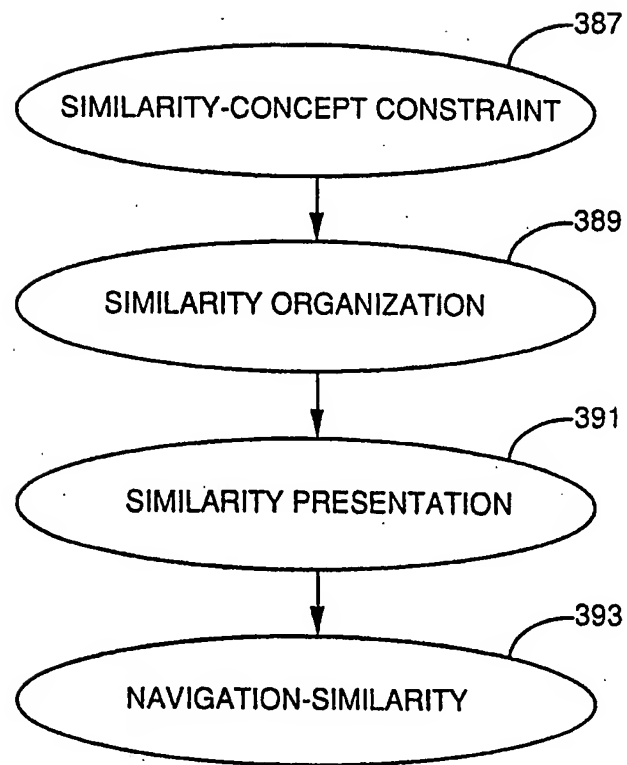 387
SIMILARITY-CONCEPT CONSTRAINT
389
SIMILARITY ORGANIZATION
391
SIMILARITY PRESENTATION
393
NAVIGATION-SIMILARITY